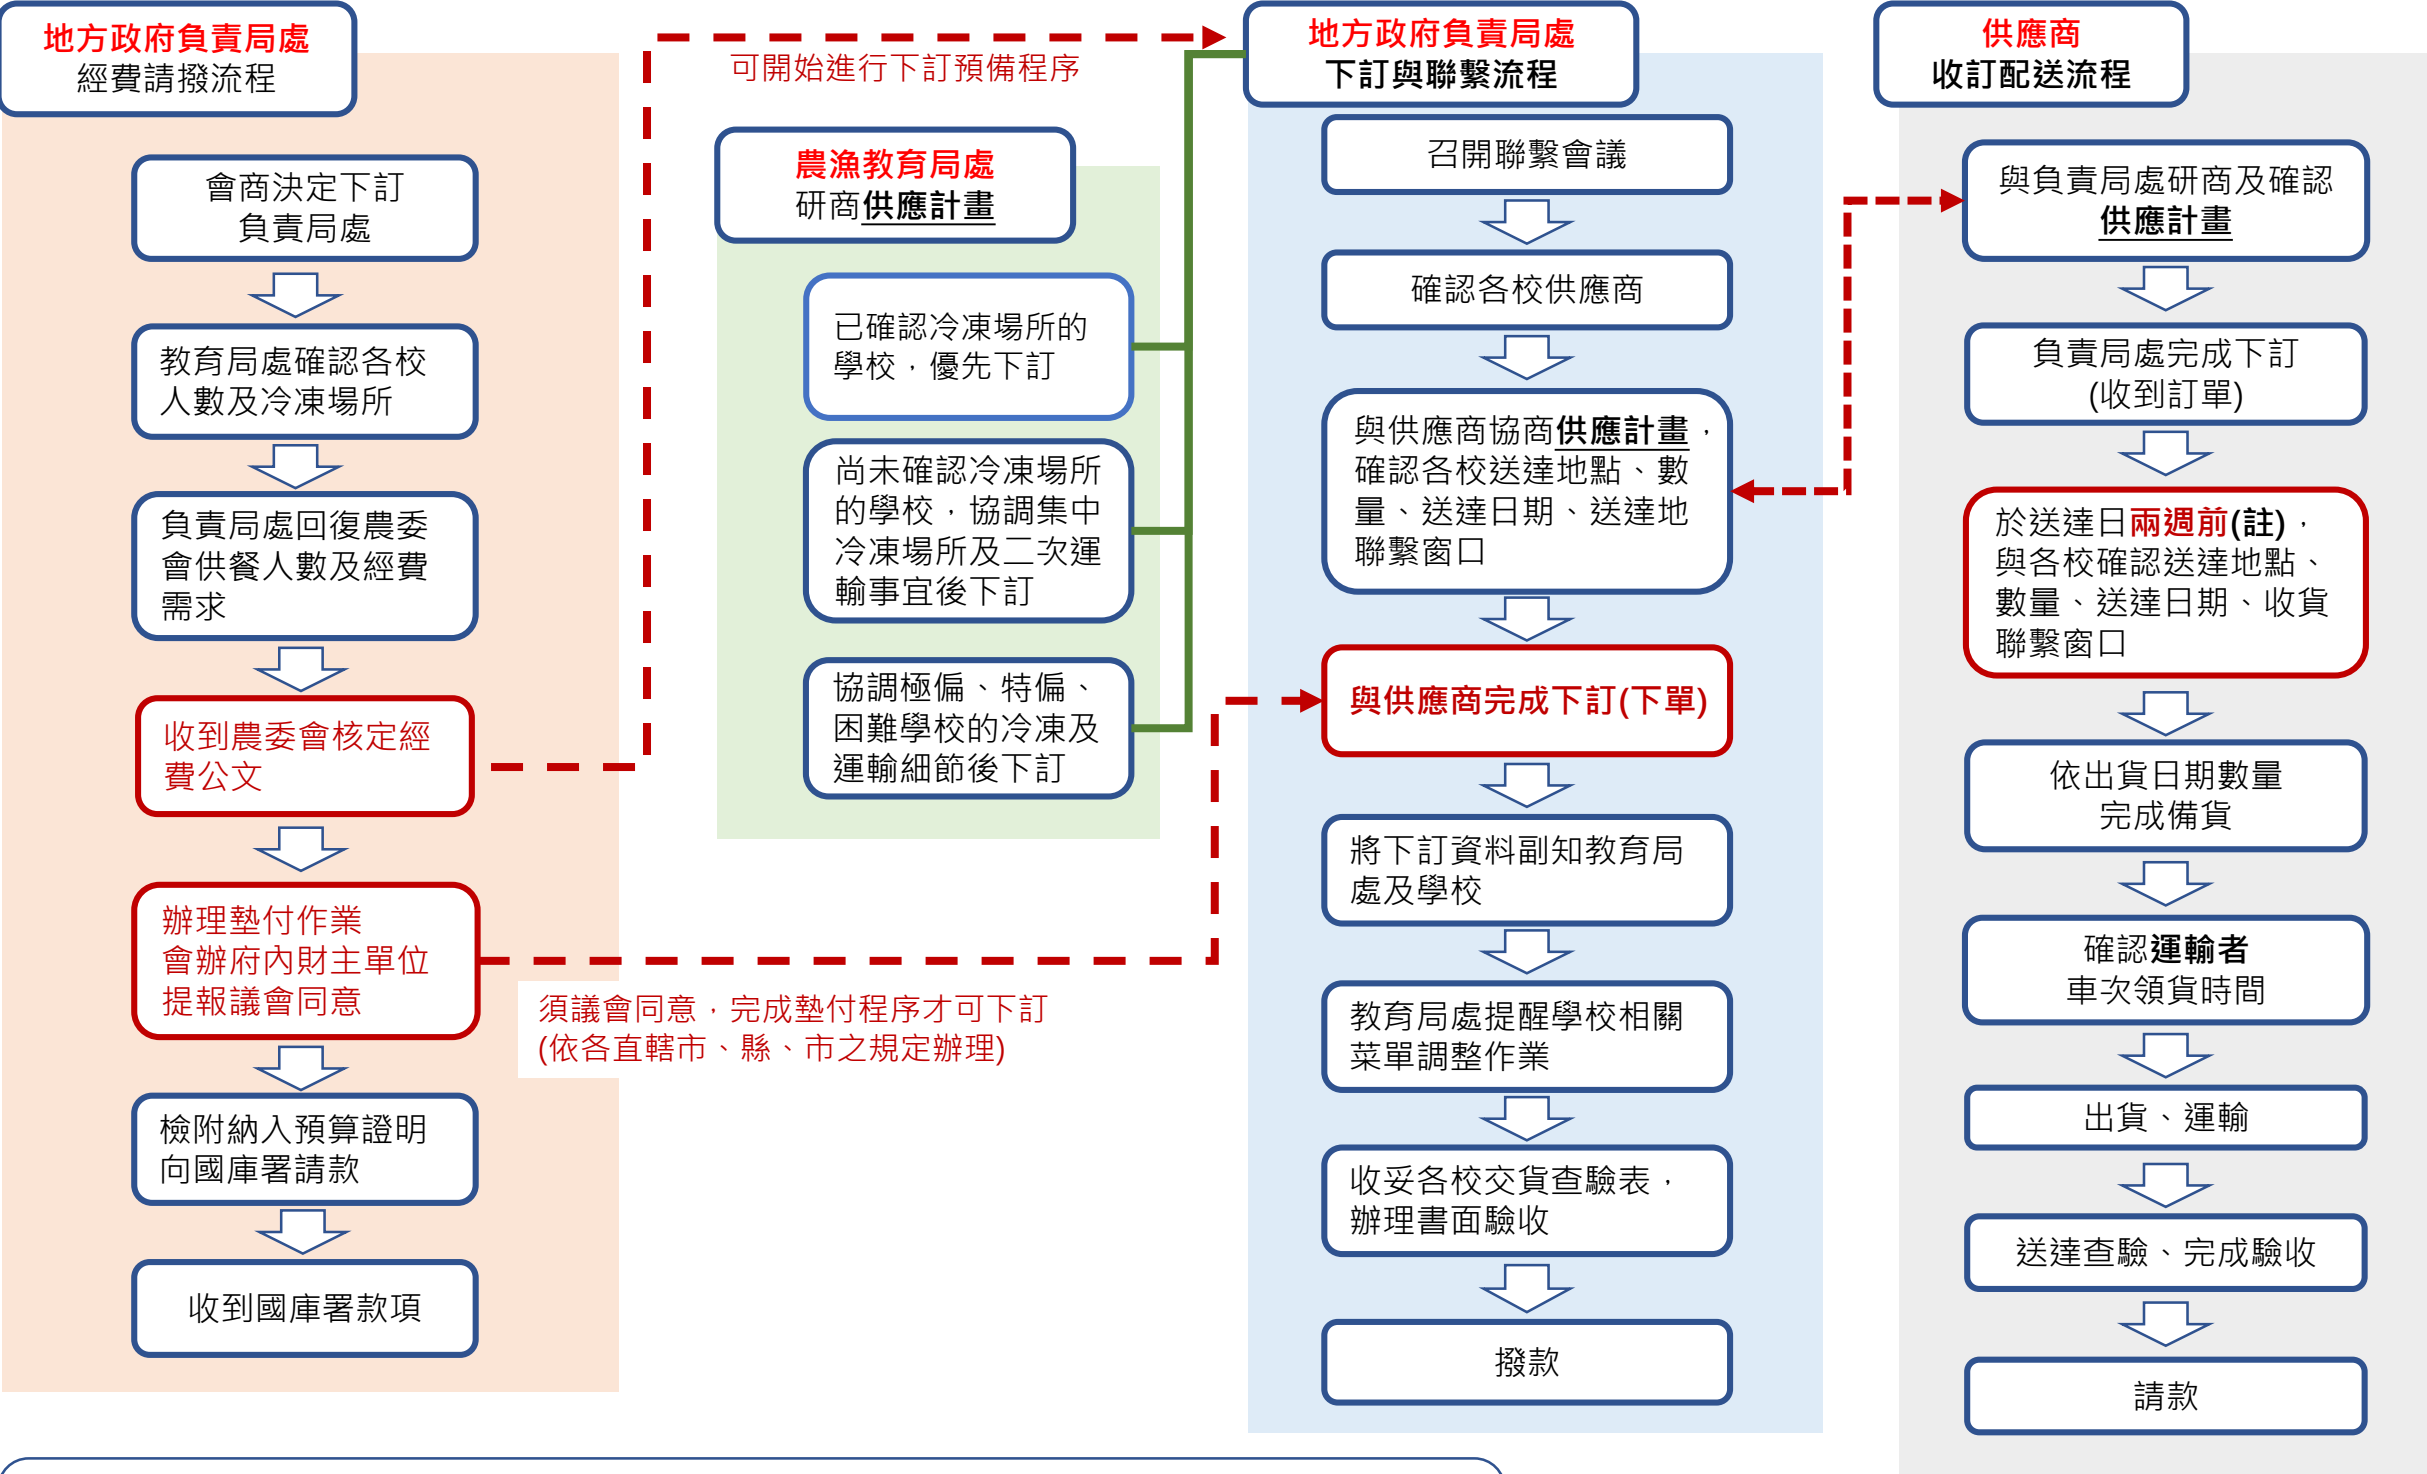 地方政府負責局處
經費請撥流程
會商決定下訂
負責局處
教育局處確認各校
人數及冷凍場所
負責局處回復農委
會供餐人數及經費
需求
收到農委會核定經
費公文
辦理墊付作業
會辦府內財主單位
提報議會同意
檢附納入預算證明
向國庫署請款
收到國庫署款項
可開始進行下訂預備程序
農漁教育局處
研商供應計畫
已確認冷凍場所的
學校，優先下訂
尚未確認冷凍場所
的學校，協調集中
冷凍場所及二次運
輸事宜後下訂
協調極偏、特偏、
困難學校的冷凍及
運輸細節後下訂
須議會同意，完成墊付程序才可下訂
(依各直轄市、縣、市之規定辦理)
地方政府負責局處
下訂與聯繫流程
召開聯繫會議
確認各校供應商
與供應商協商供應計畫，
確認各校送達地點、數
量、送達日期、送達地
聯繫窗口
與供應商完成下訂(下單)
將下訂資料副知教育局
處及學校
教育局處提醒學校相關
菜單調整作業
收妥各校交貨查驗表，
辦理書面驗收
撥款
供應商
收訂配送流程
與負責局處研商及確認
供應計畫
負責局處完成下訂
(收到訂單)
於送達日兩週前(註)，
與各校確認送達地點、
數量、送達日期、收貨
聯繫窗口
依出貨日期數量
完成備貨
確認運輸者
車次領貨時間
出貨、運輸
送達查驗、完成驗收
請款